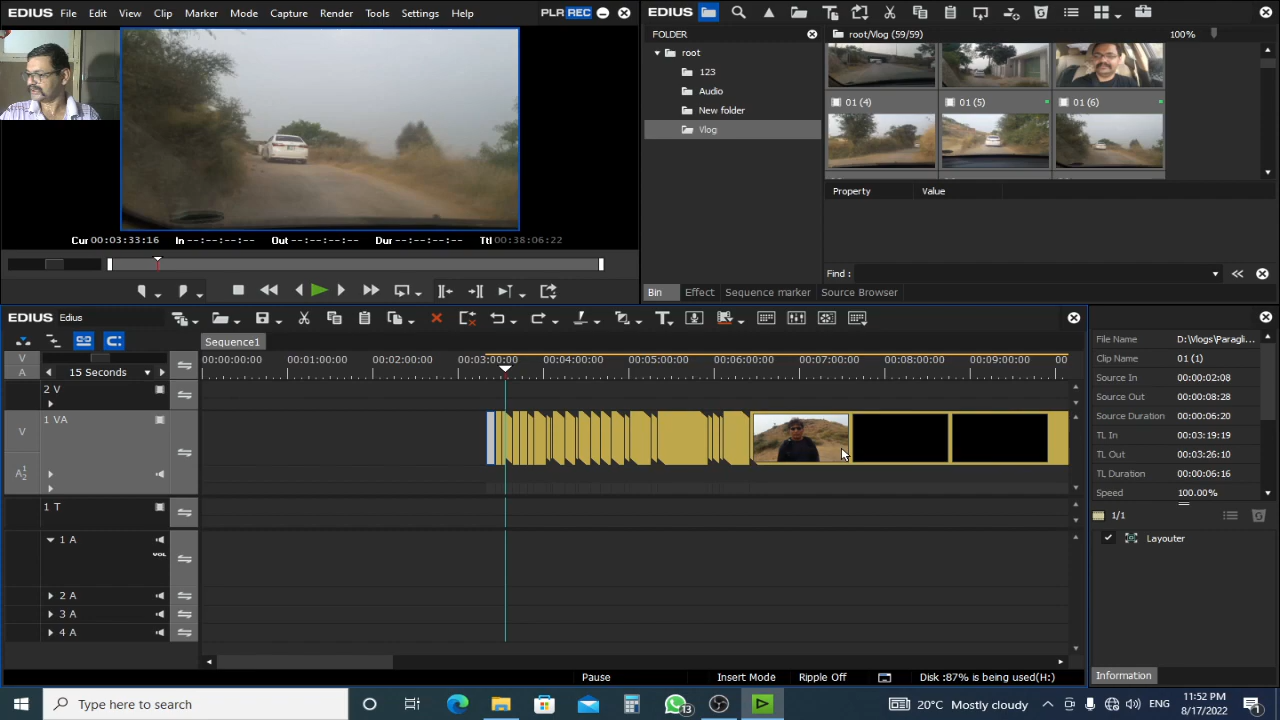 EDIUS File Edit View Clip Marker Mode Capture Render Tools Settings Help PLR REC
Cur 00:03:33:16 In --:--:--:-- Out --:--:--:-- Dur --:--:--:-- Ttl 00:38:06:22
EDIUS
FOLDER
root
123
Audio
New folder
Vlog
root/Vlog (59/59) 100%
01 (4) 01 (5) 01 (6)
Property Value
Find :
Bin Effect Sequence marker Source Browser
EDIUS Edius
Sequence1
V
A
15 Seconds
00:00:00:00 00:01:00:00 00:02:00:00 00:03:00:00 00:04:00:00 00:05:00:00 00:06:00:00 00:07:00:00 00:08:00:00 00:09:00:00 00
2 V
1 VA
V
A12
1 T
1 A
VOL
2 A
3 A
4 A
Pause Insert Mode Ripple Off Disk :87% is being used(H:)
File Name D:\Vlogs\Paragli...
Clip Name 01 (1)
Source In 00:00:02:08
Source Out 00:00:08:28
Source Duration 00:00:06:20
TL In 00:03:19:19
TL Out 00:03:26:10
TL Duration 00:00:06:16
Speed 100.00%
1/1
Layouter
Information
Type here to search
13
20°C Mostly cloudy
ENG
11:52 PM
8/17/2022
1